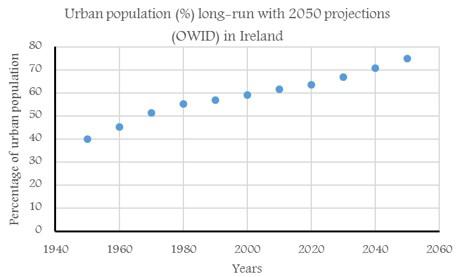 Urban population (%) long-run with 2050 projections
(OWID) in Ireland
Percentage of urban population
80
70
60
50
40
30
20
10
0
1940 1960 1980 2000 2020 2040 2060
Years